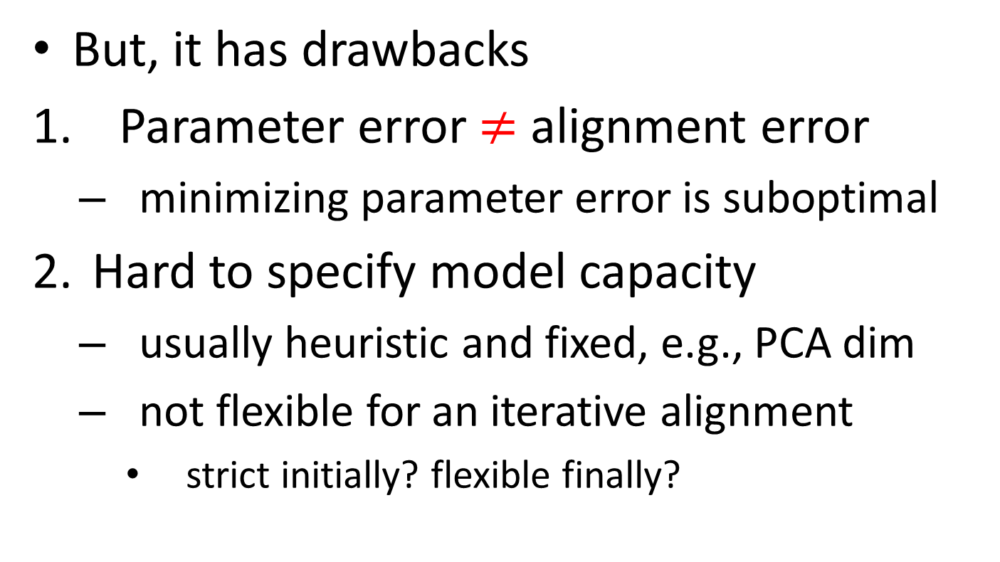 • But, it has drawbacks
1. Parameter error ≠ alignment error
– minimizing parameter error is suboptimal
2. Hard to specify model capacity
– usually heuristic and fixed, e.g., PCA dim
– not flexible for an iterative alignment
• strict initially? flexible finally?